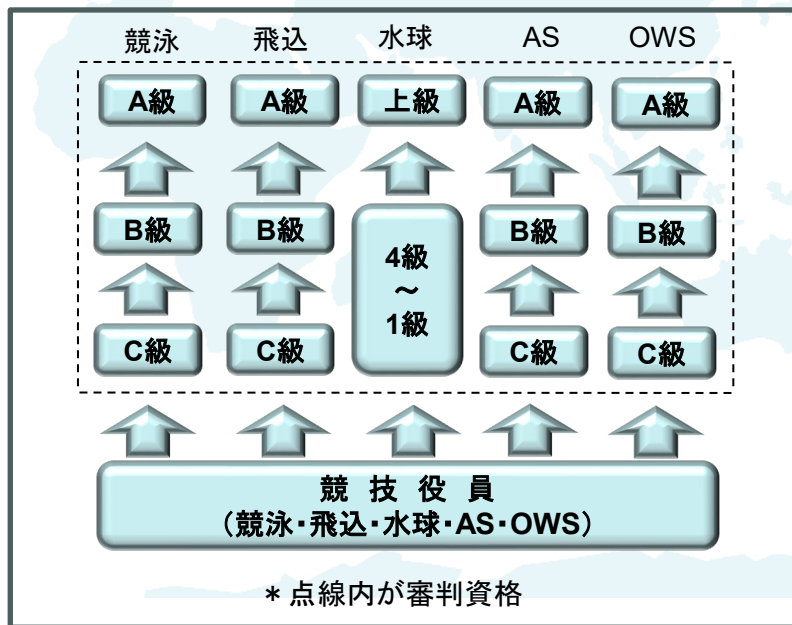 競泳 飛込 水球 AS OWS
A級 A級 上級 A級 A級
B級 B級 B級 B級
4級
～
1級
C級 C級 C級 C級
競技役員
（競泳・飛込・水球・AS・OWS）
＊点線内が審判資格